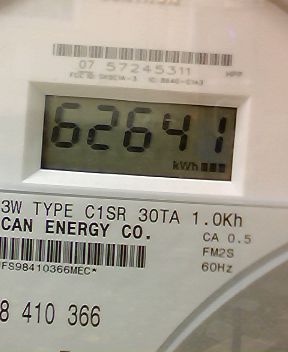 07 57245311 MPP
62641
kWh
3W TYPE C1SR 30TA 1.0Kh
CAN ENERGY CO. CA 0.5
FM2S
*FS98410366MEC* 60Hz
8 410 366